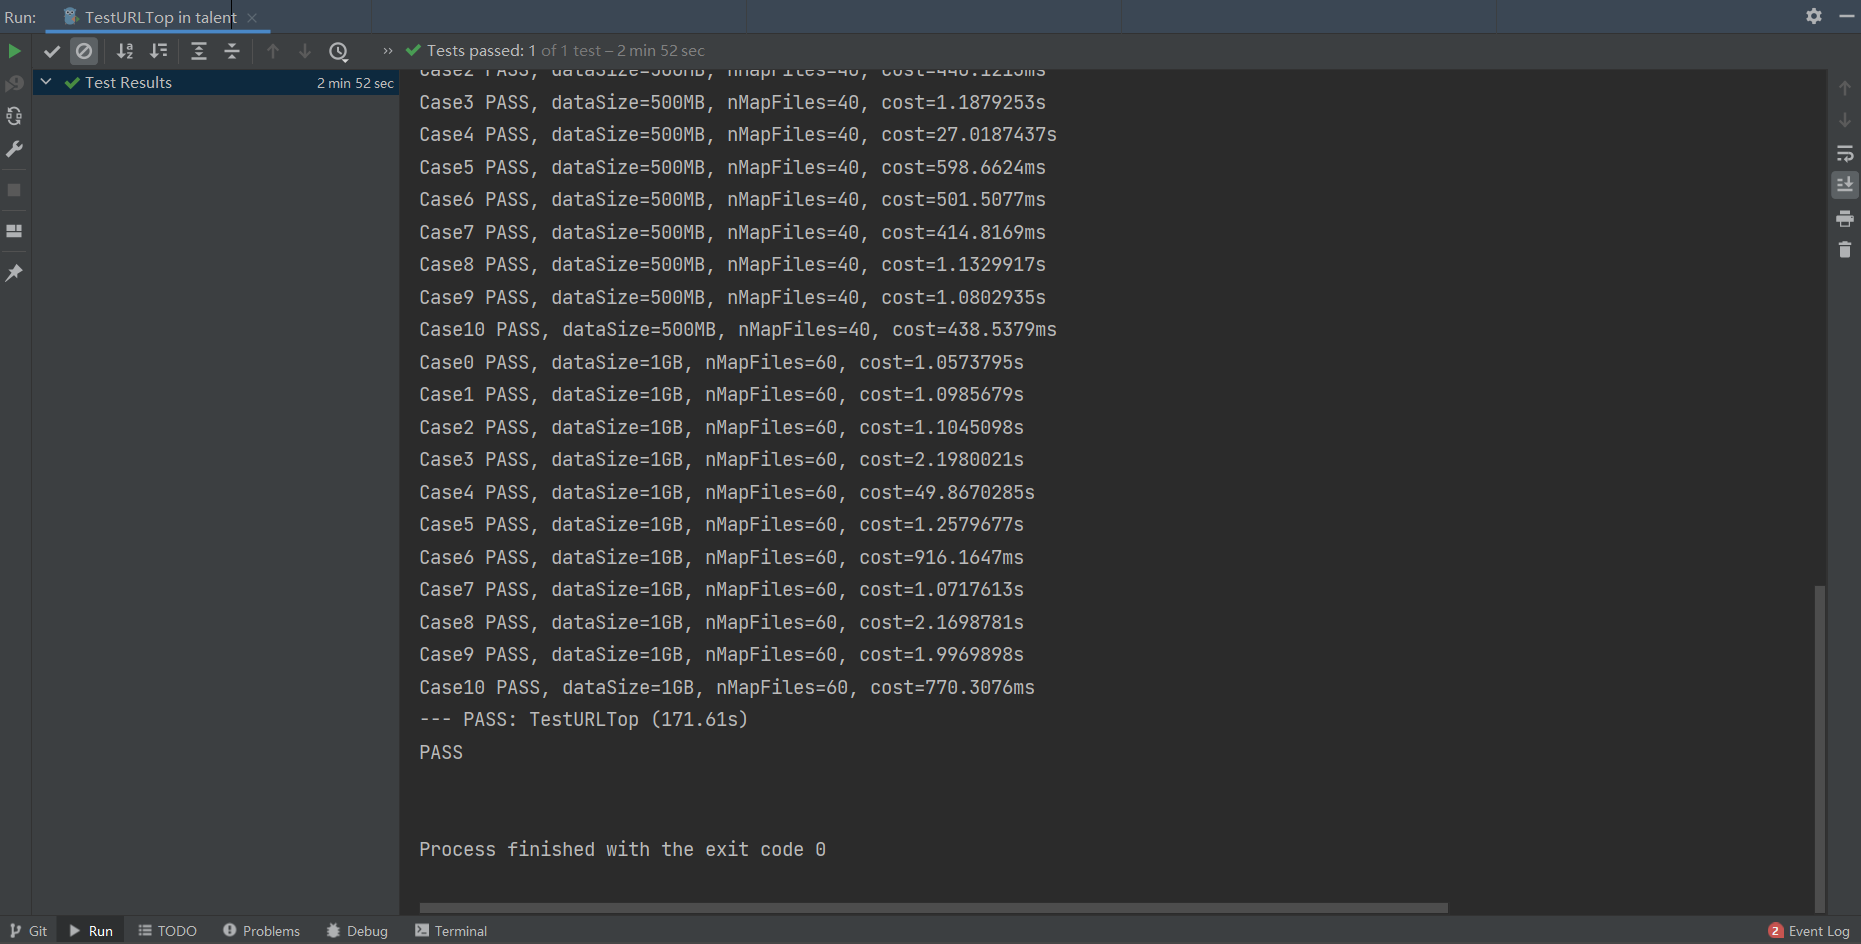 Run: TestURLTop in talent
Tests passed: 1 of 1 test – 2 min 52 sec
Test Results 2 min 52 sec
Case3 PASS, dataSize=500MB, nMapFiles=40, cost=1.1879253s
Case4 PASS, dataSize=500MB, nMapFiles=40, cost=27.0187437s
Case5 PASS, dataSize=500MB, nMapFiles=40, cost=598.6624ms
Case6 PASS, dataSize=500MB, nMapFiles=40, cost=501.5077ms
Case7 PASS, dataSize=500MB, nMapFiles=40, cost=414.8169ms
Case8 PASS, dataSize=500MB, nMapFiles=40, cost=1.1329917s
Case9 PASS, dataSize=500MB, nMapFiles=40, cost=1.0802935s
Case10 PASS, dataSize=500MB, nMapFiles=40, cost=438.5379ms
Case0 PASS, dataSize=1GB, nMapFiles=60, cost=1.0573795s
Case1 PASS, dataSize=1GB, nMapFiles=60, cost=1.0985679s
Case2 PASS, dataSize=1GB, nMapFiles=60, cost=1.1045098s
Case3 PASS, dataSize=1GB, nMapFiles=60, cost=2.1980021s
Case4 PASS, dataSize=1GB, nMapFiles=60, cost=49.8670285s
Case5 PASS, dataSize=1GB, nMapFiles=60, cost=1.2579677s
Case6 PASS, dataSize=1GB, nMapFiles=60, cost=916.1647ms
Case7 PASS, dataSize=1GB, nMapFiles=60, cost=1.0717613s
Case8 PASS, dataSize=1GB, nMapFiles=60, cost=2.1698781s
Case9 PASS, dataSize=1GB, nMapFiles=60, cost=1.9969898s
Case10 PASS, dataSize=1GB, nMapFiles=60, cost=770.3076ms
--- PASS: TestURLTop (171.61s)
PASS
Process finished with the exit code 0
Git Run TODO Problems Debug Terminal 2 Event Log